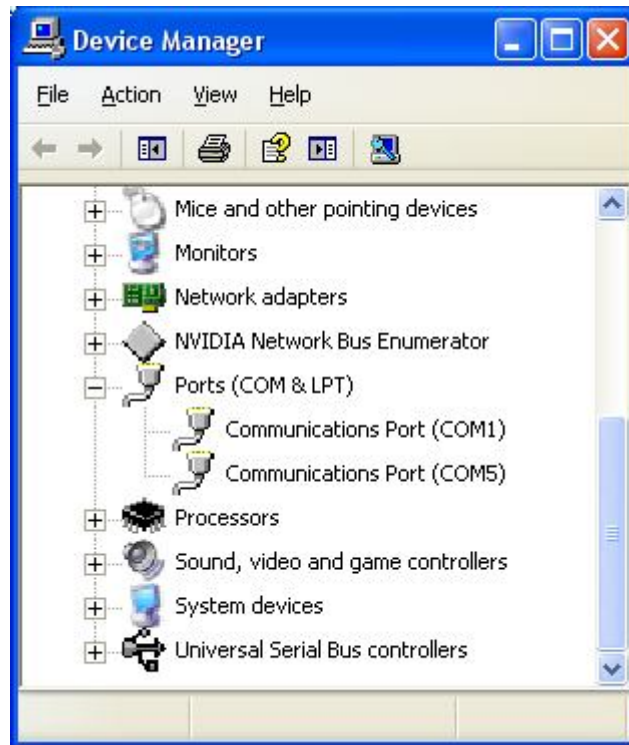 Device Manager
File Action View Help
Mice and other pointing devices
Monitors
Network adapters
NVIDIA Network Bus Enumerator
Ports (COM & LPT)
Communications Port (COM1)
Communications Port (COM5)
Processors
Sound, video and game controllers
System devices
Universal Serial Bus controllers